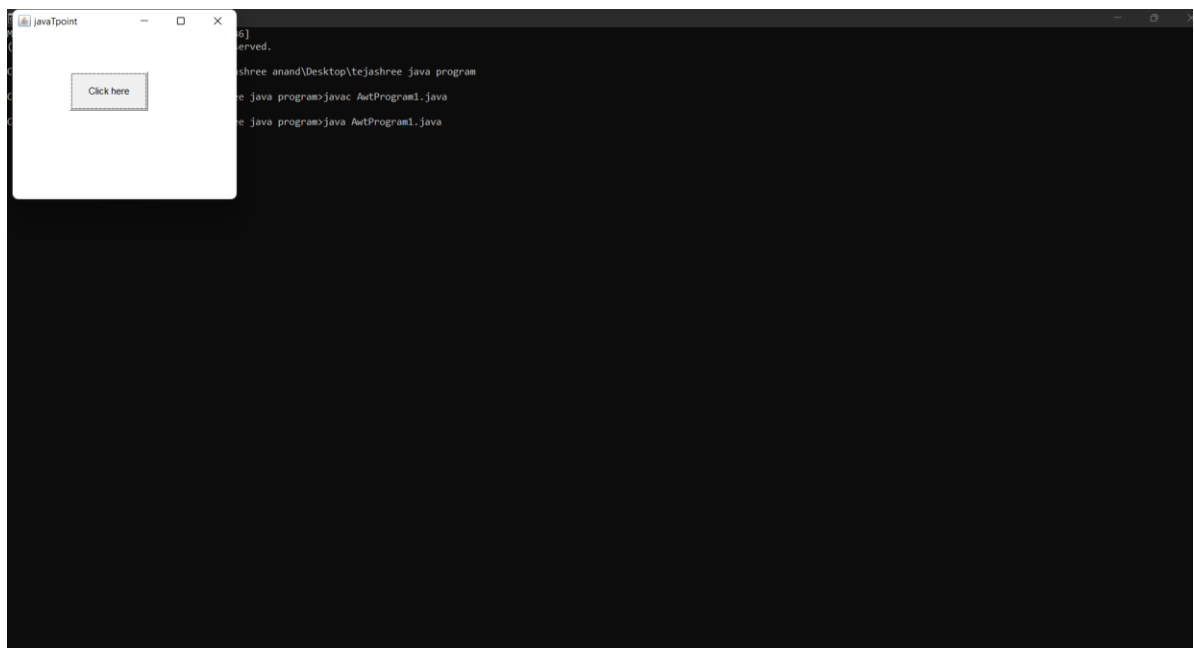 javaTpoint
6]
erved.
shree anand\Desktop\tejashree java program
Click here
e java program>javac AwtProgram1.java
e java program>java AwtProgram1.java